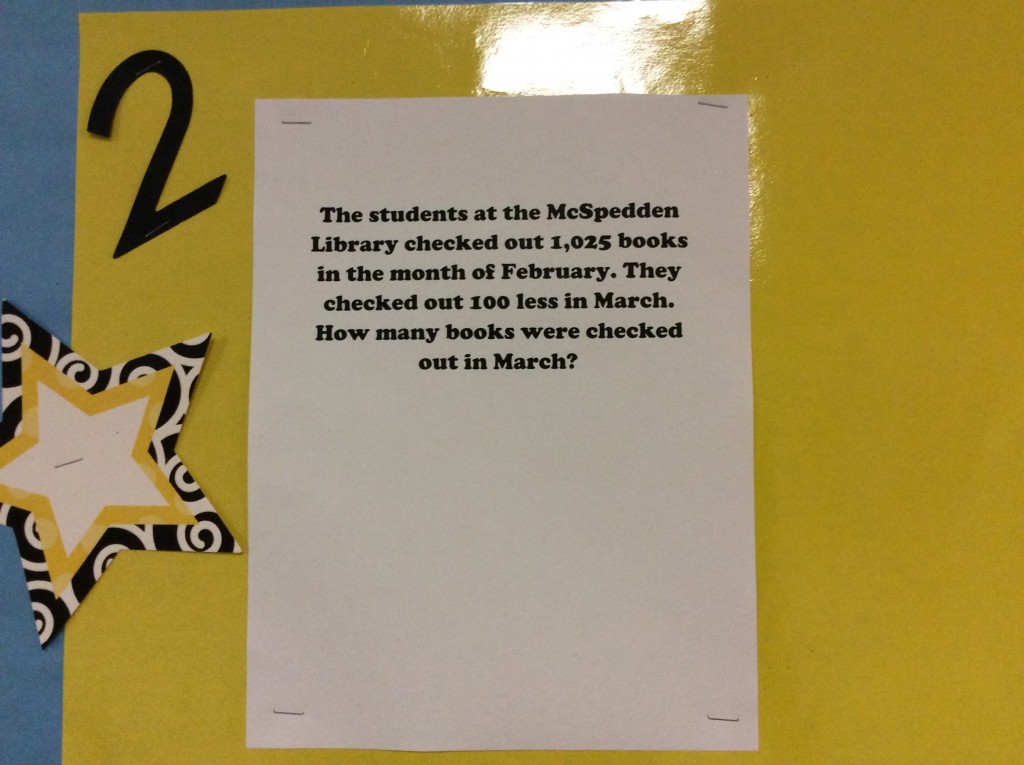 2
The students at the McSpedden
Library checked out 1,025 books
in the month of February. They
checked out 100 less in March.
How many books were checked
out in March?